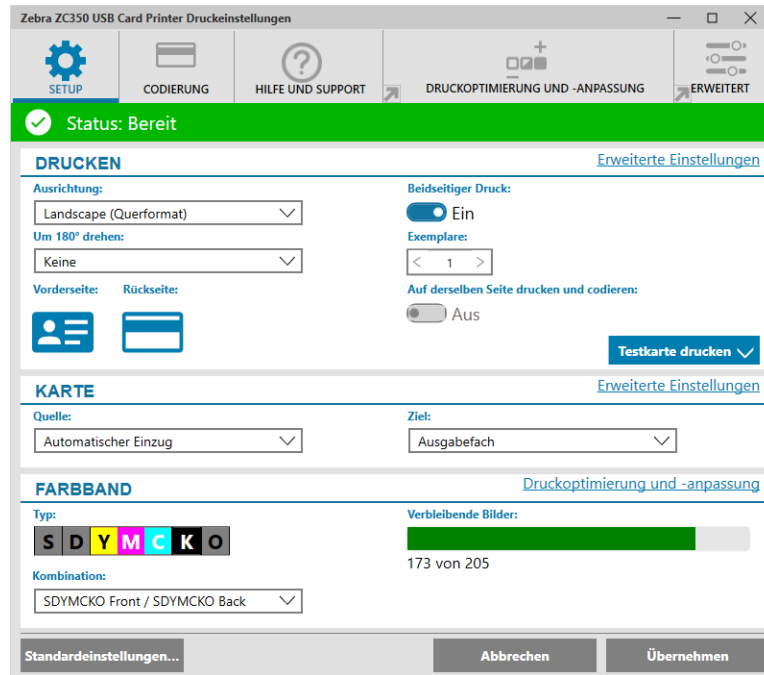 Zebra ZC350 USB Card Printer Druckeinstellungen
SETUP
CODIERUNG
HILFE UND SUPPORT
DRUCKOPTIMIERUNG UND -ANPASSUNG
ERWEITERT
Status: Bereit
DRUCKEN
Erweiterte Einstellungen
Ausrichtung:
Beidseitiger Druck:
Landscape (Querformat)
Ein
Um 180° drehen:
Exemplare:
Keine
< 1 >
Vorderseite:
Rückseite:
Auf derselben Seite drucken und codieren:
Aus
Testkarte drucken
KARTE
Erweiterte Einstellungen
Quelle:
Ziel:
Automatischer Einzug
Ausgabefach
FARBBAND
Druckoptimierung und -anpassung
Typ:
Verbleibende Bilder:
S D Y M C K O
173 von 205
Kombination:
SDYMCKO Front / SDYMCKO Back
Standardeinstellungen...
Abbrechen
Übernehmen